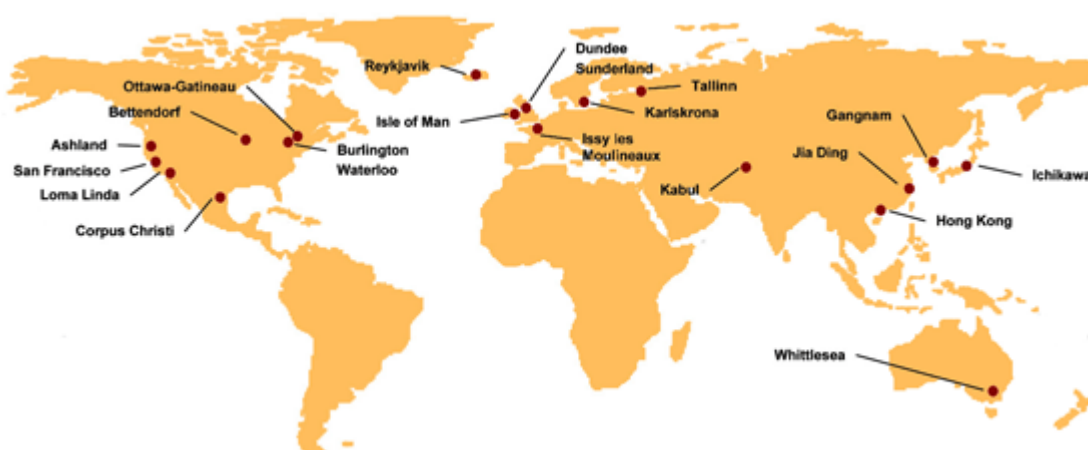 Reykjavik
Dundee
Sunderland
Ottawa-Gatineau
Tallinn
Bettendorf
Isle of Man
Karlskrona
Gangnam
Ashland
Burlington
Waterloo
Issy les
Moulineaux
Jia Ding
San Francisco
Ichikawa
Loma Linda
Kabul
Corpus Christi
Hong Kong
Whittlesea